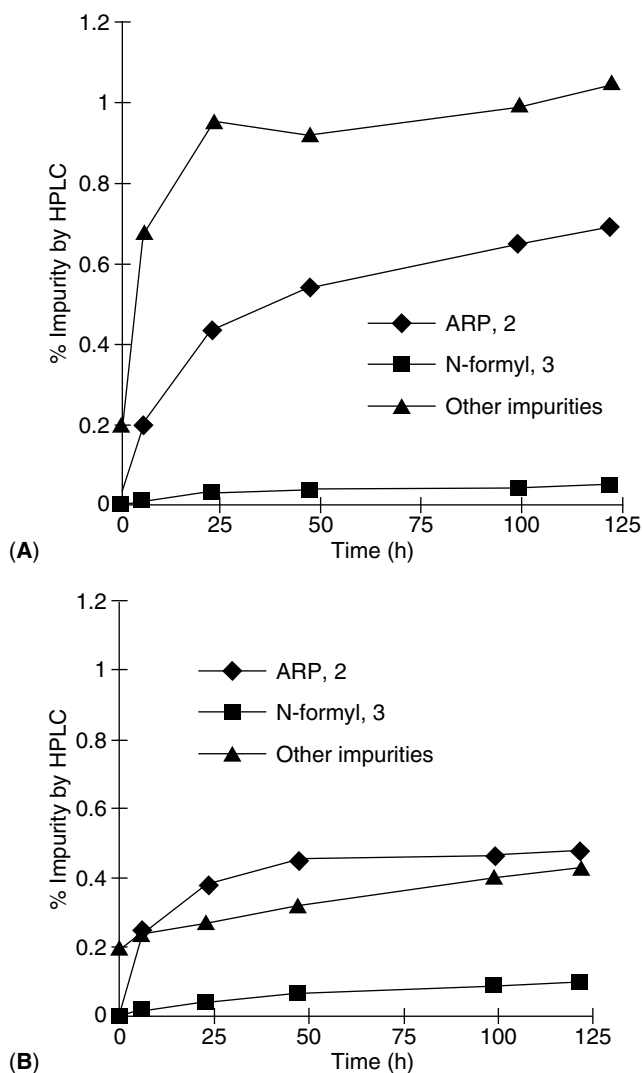 1.2
1
0.8
0.6
0.4
0.2
0
% Impurity by HPLC
ARP, 2
N-formyl, 3
Other impurities
0 25 50 75 100 125
Time (h)
(A)
1.2
1
0.8
0.6
0.4
0.2
0
% Impurity by HPLC
ARP, 2
N-formyl, 3
Other impurities
0 25 50 75 100 125
Time (h)
(B)